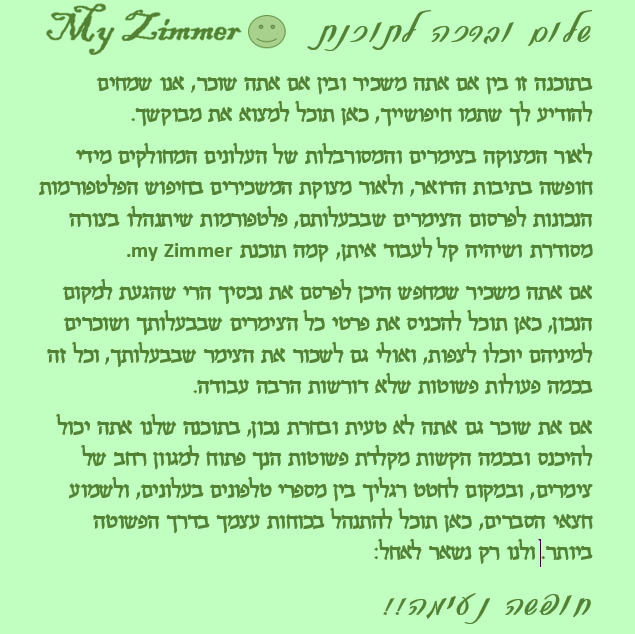 שלום וברכה לתוכנת My Zimmer
בתוכנה זו בין אם אתה משכיר ובין אם אתה שוכר, אנו שמחים
להודיע לך שתמו חיפושייך, כאן תוכל למצוא את מבוקשך.
לאור המצוקה בצימרים והמסורבלות של העלונים המחולקים מידי
חופשה בתיבות הדואר, ולאור מצוקת המשכירים בחיפוש הפלטפורמות
הנכונות לפרסום הצימרים שבבעלותם, פלטפורמות שיתנהלו בצורה
מסודרת ושיהיה קל לעבוד איתן, קמה תוכנת my Zimmer.
אם אתה משכיר שמחפש היכן לפרסם את נכסיך הרי שהגעת למקום
הנכון, כאן תוכל להכניס את פרטי כל הצימרים שבבעלותך ושוכרים
למיניהם יוכלו לצפות, ואולי גם לשכור את הצימר שבבעלותך, וכל זה
בכמה פעולות פשוטות שלא דורשות הרבה עבודה.
אם את שוכר גם אתה לא טעית ובחרת נכון, בתוכנה שלנו אתה יכול
להיכנס ובכמה הקשות מקלדת פשוטות הנך פתוח למגוון רחב של
צימרים, ובמקום לחטט רגליך בין מספרי טלפונים בעלונים, ולשמוע
חצאי הסברים, כאן תוכל להתנהל בכוחות עצמך בדרך הפשוטה
ביותר. ולנו רק נשאר לאחל:
חופשה נעימה!!